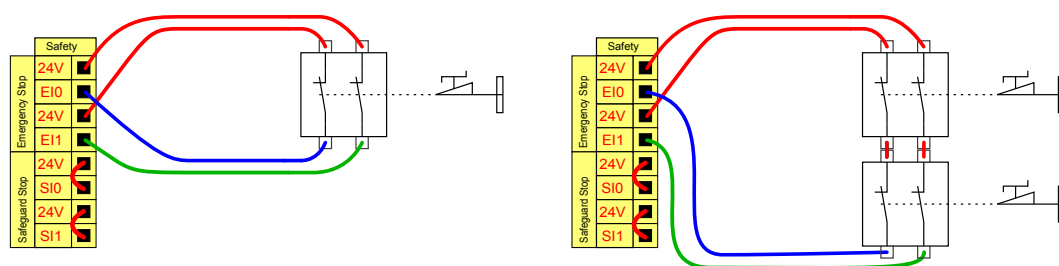 Safety
Emergency Stop
24V
EI0
24V
EI1
Safeguard Stop
24V
SI0
24V
SI1
Safety
Emergency Stop
24V
EI0
24V
EI1
Safeguard Stop
24V
SI0
24V
SI1